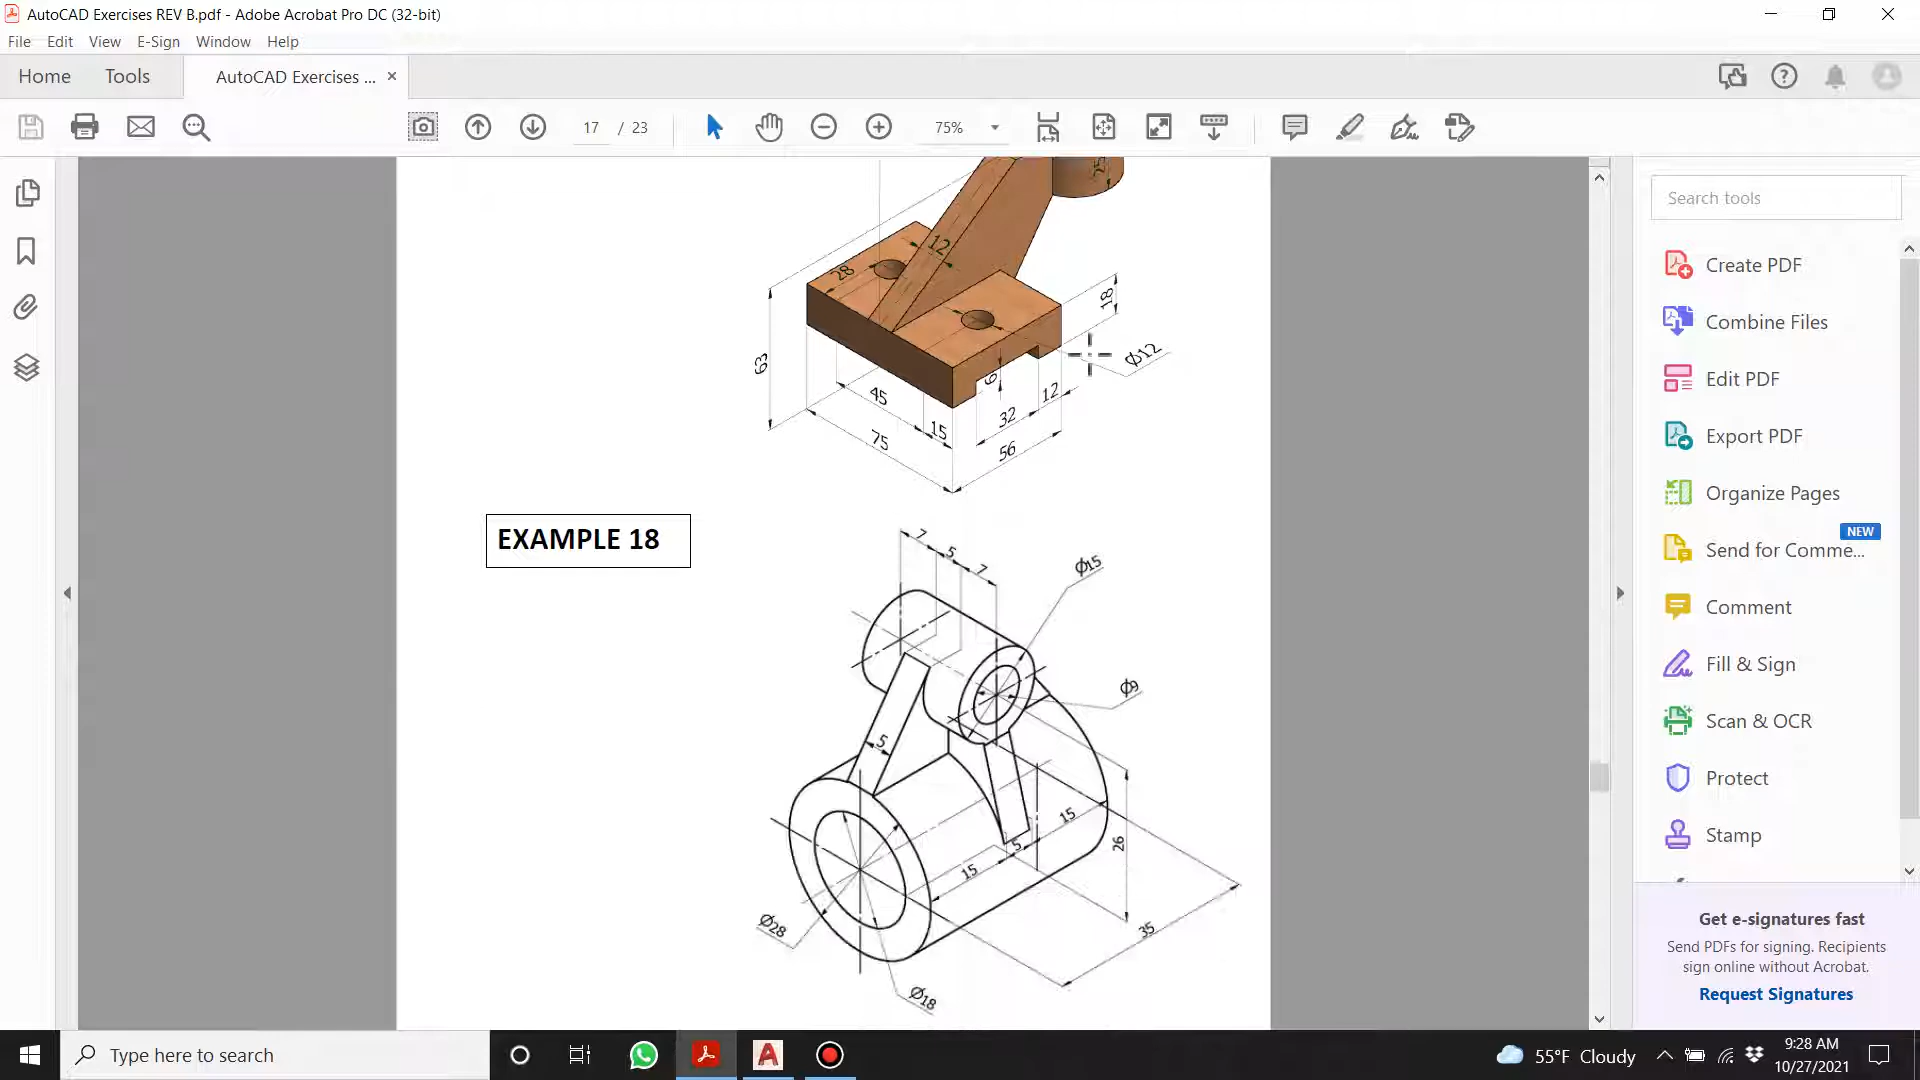 AutoCAD Exercises REV B.pdf - Adobe Acrobat Pro DC (32-bit)
File Edit View E-Sign Window Help
Home Tools AutoCAD Exercises ... ×
17 / 23 75%
Search tools
Create PDF
Combine Files
Edit PDF
Export PDF
Organize Pages
NEW
Send for Comme...
Comment
Fill & Sign
Scan & OCR
Protect
Stamp
Get e-signatures fast
Send PDFs for signing. Recipients
sign online without Acrobat.
Request Signatures
25
12
28
18
63
Ø12
6
45
12
32
15
75
56
EXAMPLE 18
7
5
7
Ø15
Ø9
5
15
26
5
15
Ø28
35
Ø18
Type here to search
55°F Cloudy
9:28 AM
10/27/2021